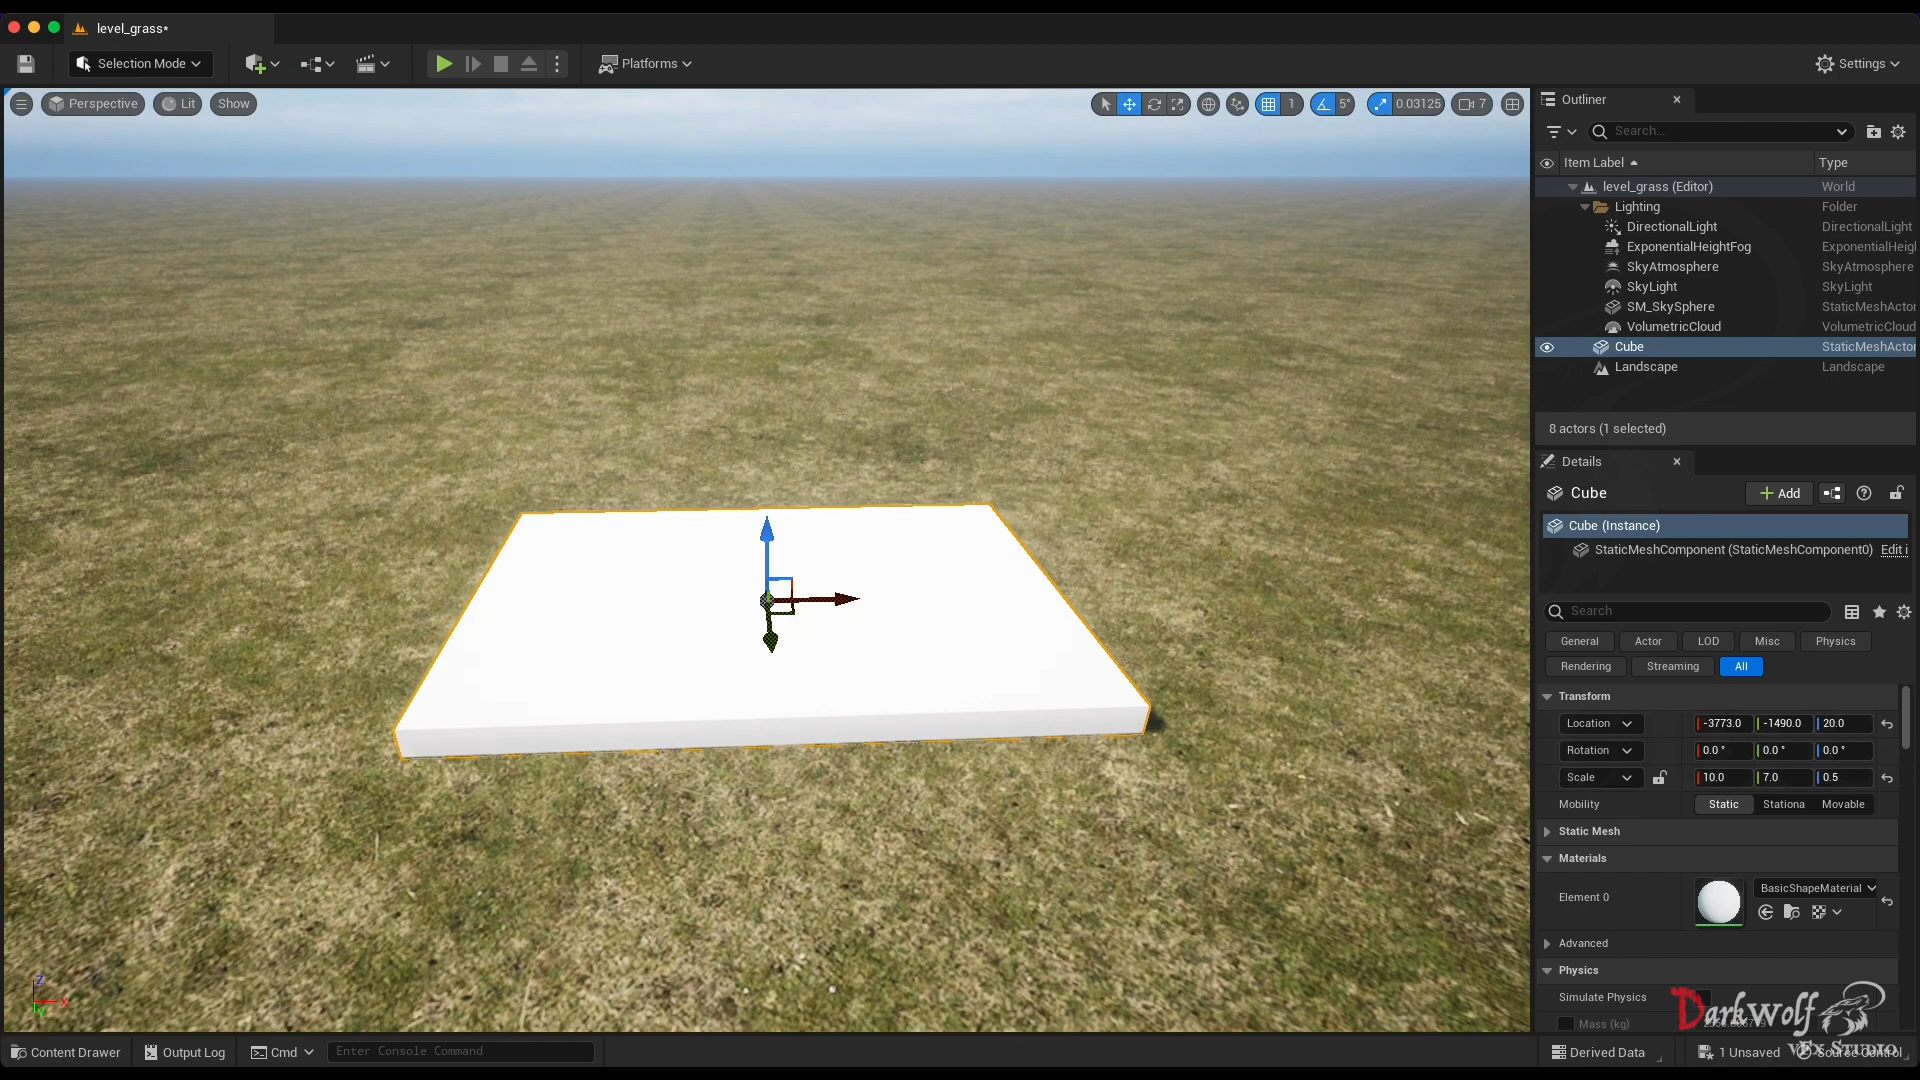 level_grass*
Selection Mode
Platforms
Settings
Perspective
Lit
Show
1
5°
0.03125
7
Outliner
Search...
Item Label
Type
level_grass (Editor)
World
Lighting
Folder
DirectionalLight
DirectionalLight
ExponentialHeightFog
ExponentialHeigh
SkyAtmosphere
SkyAtmosphere
SkyLight
SkyLight
SM_SkySphere
StaticMeshActor
VolumetricCloud
VolumetricCloud
Cube
StaticMeshActor
Landscape
Landscape
8 actors (1 selected)
Details
Cube
Add
Cube (Instance)
StaticMeshComponent (StaticMeshComponent0)
Edit i
Search
General
Actor
LOD
Misc
Physics
Rendering
Streaming
All
Transform
Location
-3773.0
-1490.0
20.0
Rotation
0.0 °
0.0 °
0.0 °
Scale
10.0
7.0
0.5
Mobility
Static
Stationa
Movable
Static Mesh
Materials
Element 0
BasicShapeMaterial
Advanced
Physics
Simulate Physics
Mass (kg)
DarkWolf
VFx Studio
Z
X
Y
Content Drawer
Output Log
Cmd
Enter Console Command
Derived Data
1 Unsaved
Source Control